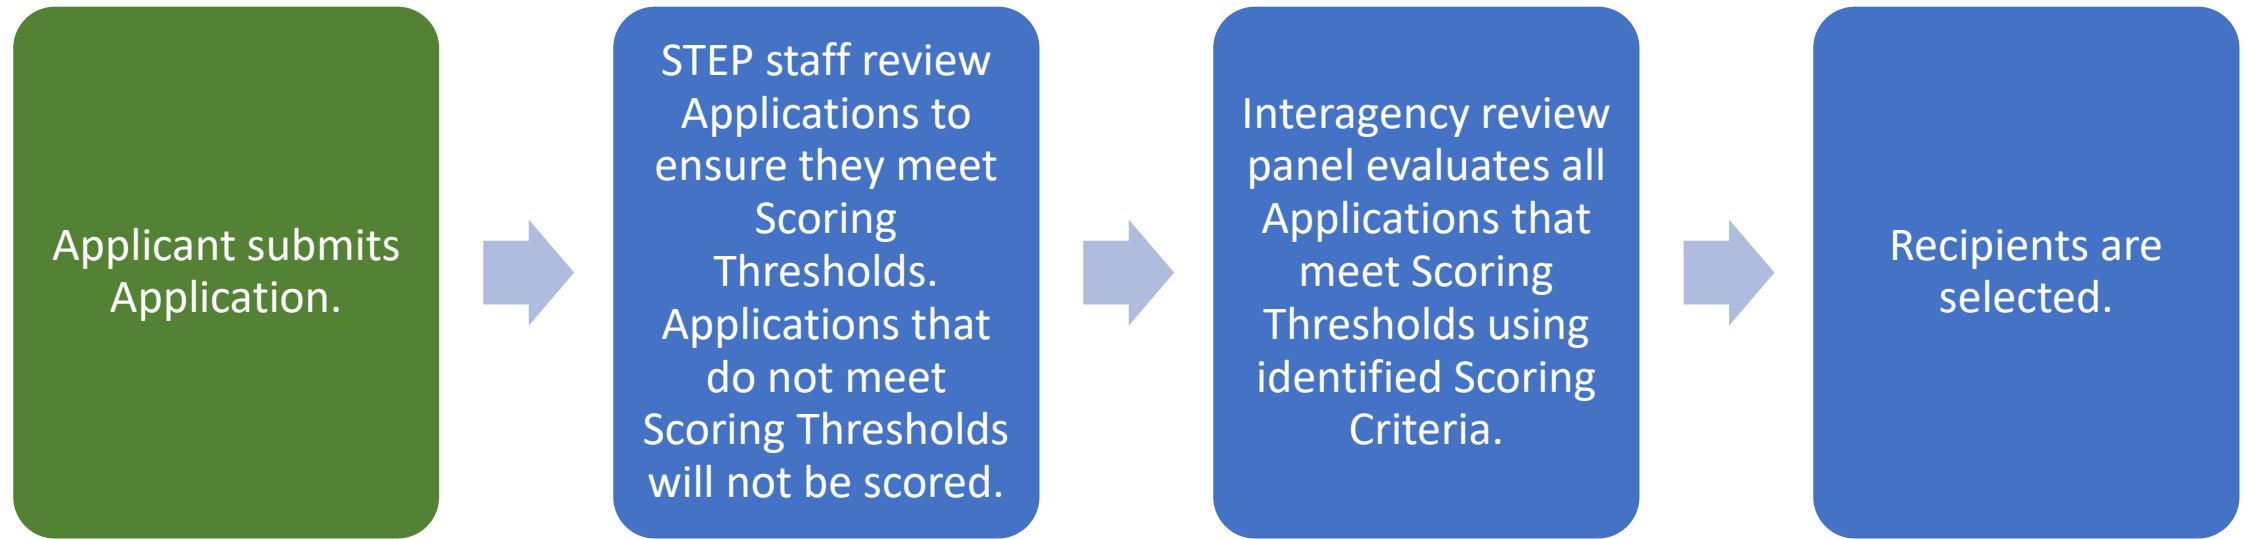 Applicant submits
Application.
STEP staff review
Applications to
ensure they meet
Scoring
Thresholds.
Applications that
do not meet
Scoring Thresholds
will not be scored.
Interagency review
panel evaluates all
Applications that
meet Scoring
Thresholds using
identified Scoring
Criteria.
Recipients are
selected.